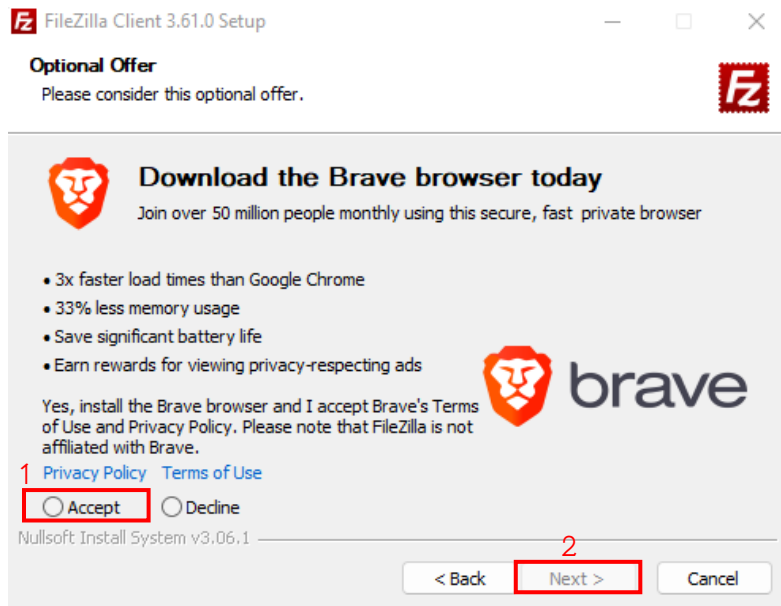 FileZilla Client 3.61.0 Setup
Optional Offer
Please consider this optional offer.
Fz
Download the Brave browser today
Join over 50 million people monthly using this secure, fast private browser
• 3x faster load times than Google Chrome
• 33% less memory usage
• Save significant battery life
• Earn rewards for viewing privacy-respecting ads
brave
Yes, install the Brave browser and I accept Brave's Terms
of Use and Privacy Policy. Please note that FileZilla is not
affiliated with Brave.
1 Privacy Policy Terms of Use
Accept Decline
Nullsoft Install System v3.06.1
2
< Back Next > Cancel